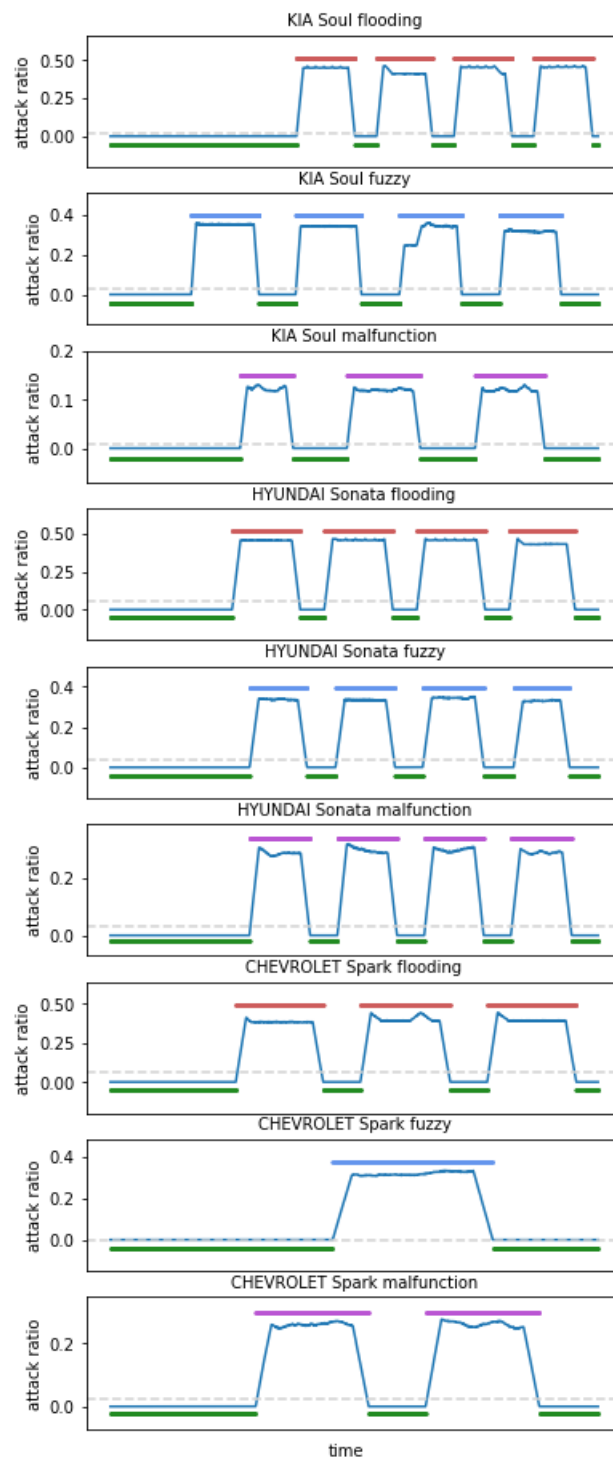 KIA Soul flooding
attack ratio
0.50
0.25
0.00
KIA Soul fuzzy
attack ratio
0.4
0.2
0.0
KIA Soul malfunction
attack ratio
0.2
0.1
0.0
HYUNDAI Sonata flooding
attack ratio
0.50
0.25
0.00
HYUNDAI Sonata fuzzy
attack ratio
0.4
0.2
0.0
HYUNDAI Sonata malfunction
attack ratio
0.2
0.0
CHEVROLET Spark flooding
attack ratio
0.50
0.25
0.00
CHEVROLET Spark fuzzy
attack ratio
0.4
0.2
0.0
CHEVROLET Spark malfunction
attack ratio
0.2
0.0
time